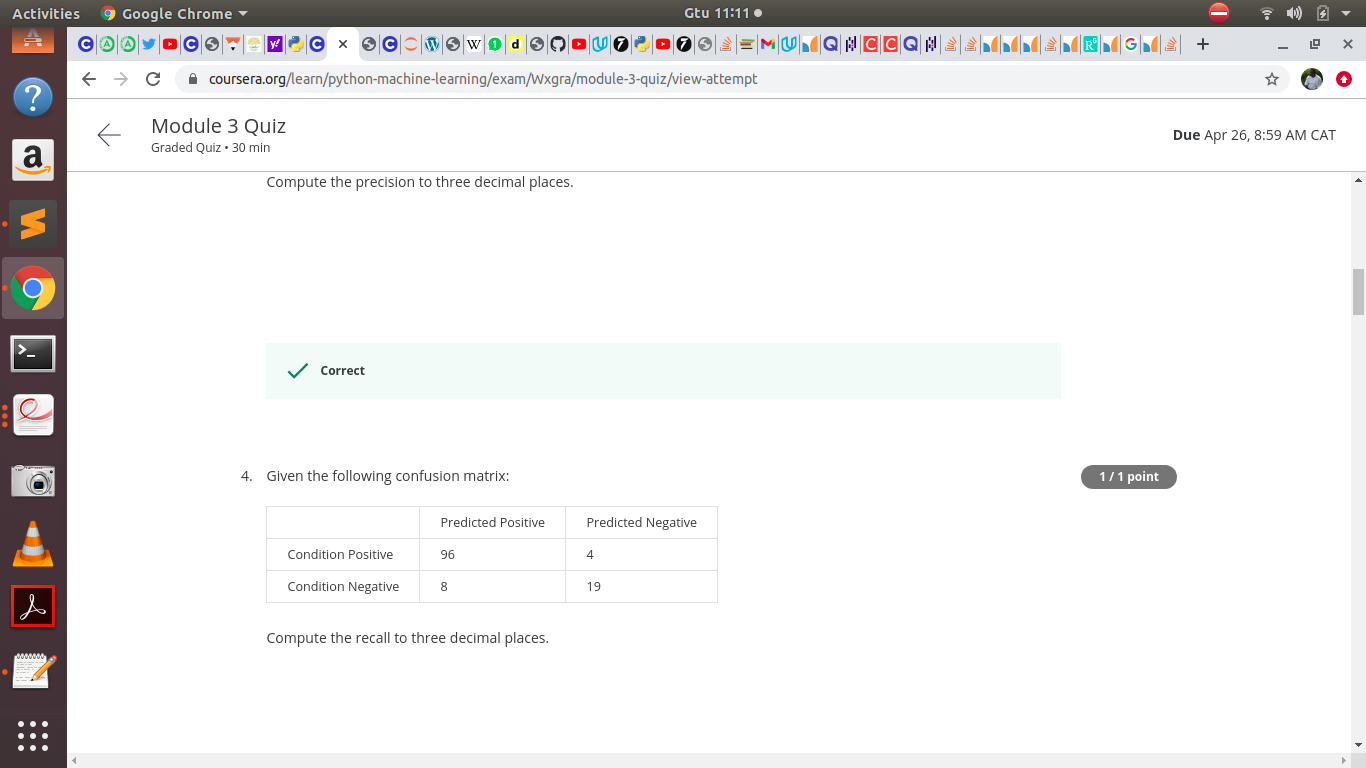 Activities
Google Chrome
Gtu 11:11
coursera.org/learn/python-machine-learning/exam/Wxgra/module-3-quiz/view-attempt
Module 3 Quiz
Graded Quiz • 30 min
Due Apr 26, 8:59 AM CAT
Compute the precision to three decimal places.
Correct
4. Given the following confusion matrix:
1 / 1 point
Predicted Positive Predicted Negative
Condition Positive 96 4
Condition Negative 8 19
Compute the recall to three decimal places.